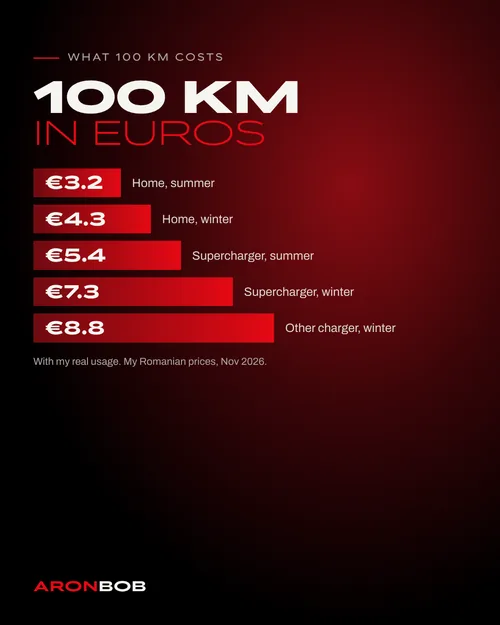 WHAT 100 KM COSTS
100 KM
IN EUROS
€3.2 Home, summer
€4.3 Home, winter
€5.4 Supercharger, summer
€7.3 Supercharger, winter
€8.8 Other charger, winter
With my real usage. My Romanian prices, Nov 2026.
ARONBOB